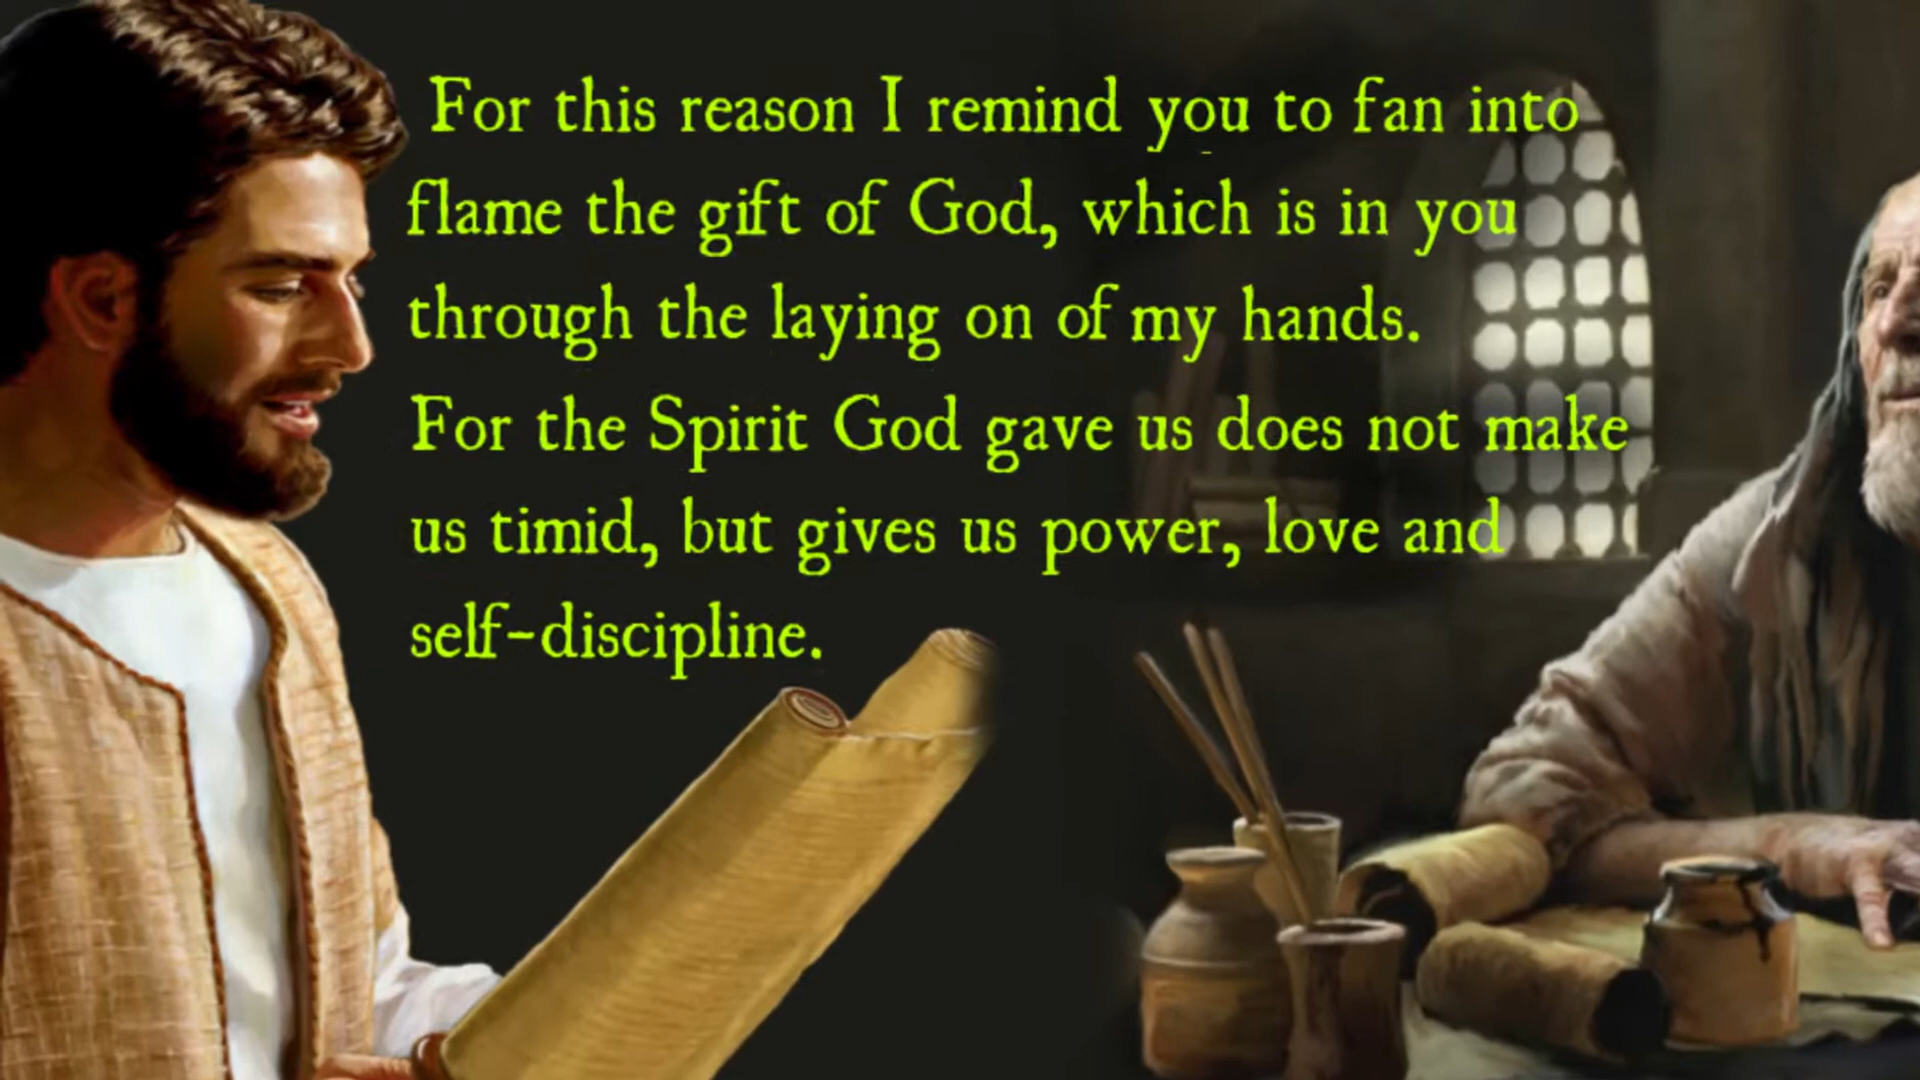 For this reason I remind you to fan into
flame the gift of God, which is in you
through the laying on of my hands.
For the Spirit God gave us does not make
us timid, but gives us power, love and
self-discipline.